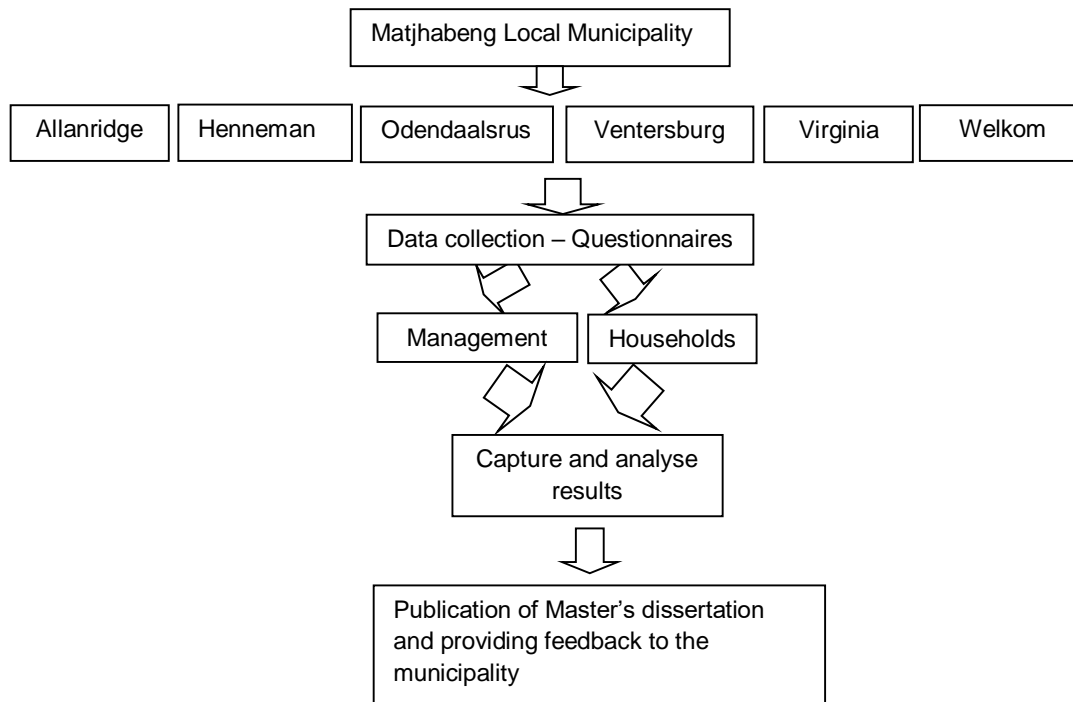 Matjhabeng Local Municipality
Allanridge
Henneman
Odendaalsrus
Ventersburg
Virginia
Welkom
Data collection – Questionnaires
Management
Households
Capture and analyse
results
Publication of Master’s dissertation
and providing feedback to the
municipality